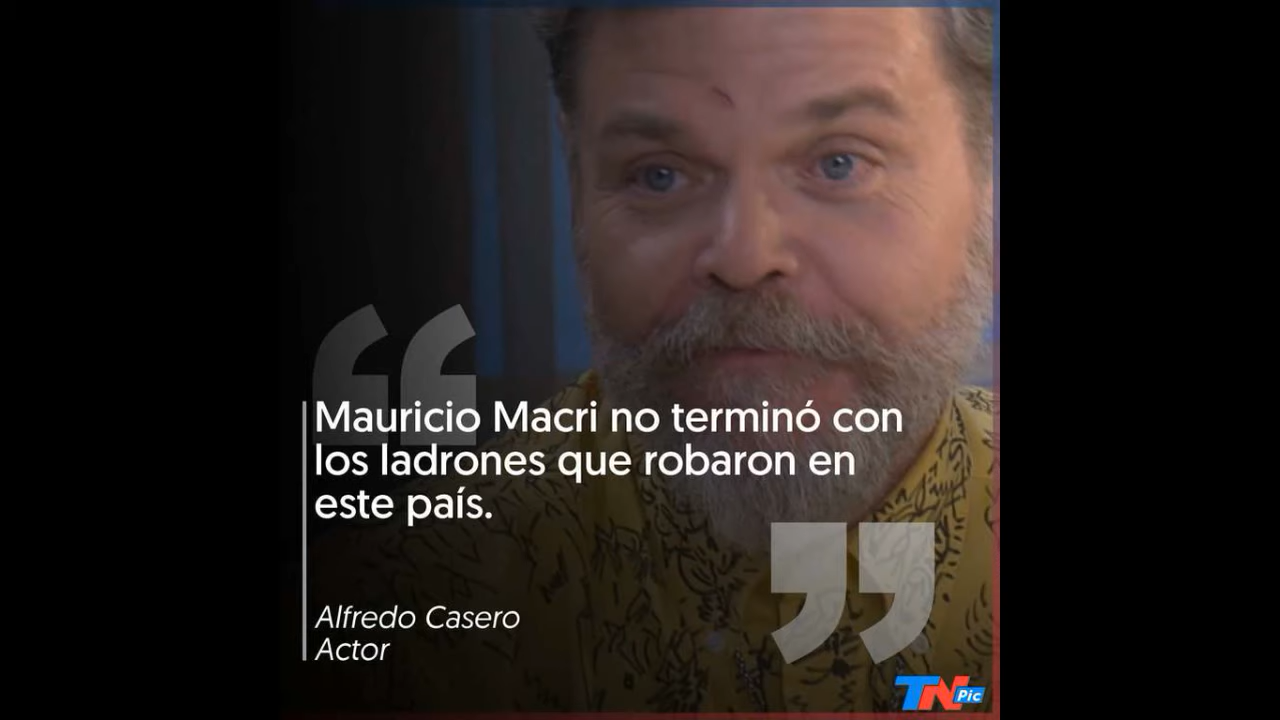 Mauricio Macri no terminó con
los ladrones que robaron en
este país.
Alfredo Casero
Actor
TN Pic